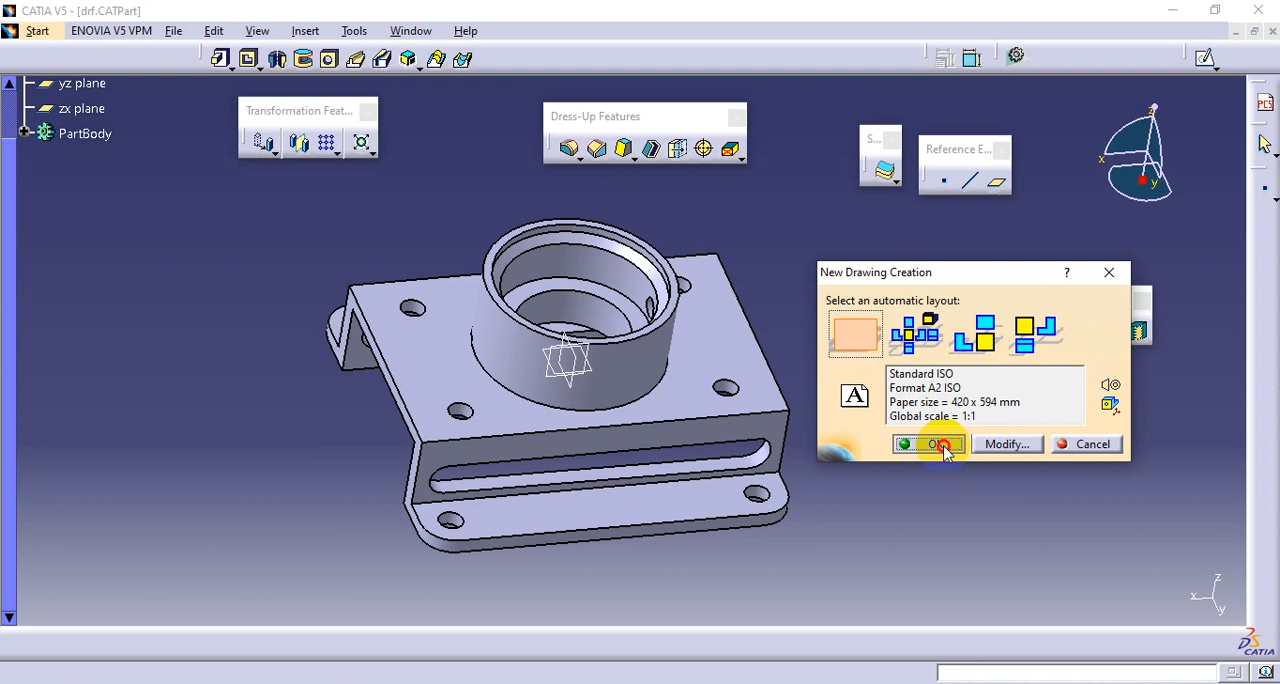 CATIA V5 - [drf.CATPart]
Start ENOVIA V5 VPM File Edit View Insert Tools Window Help
yz plane
zx plane
PartBody
Transformation Feat...
Dress-Up Features
S...
Reference E...
PCS
z
x
y
New Drawing Creation ?
Select an automatic layout:
Standard ISO
Format A2 ISO
Paper size = 420 x 594 mm
Global scale = 1:1
A
Modify... Cancel
z
x
y
DS
CATIA